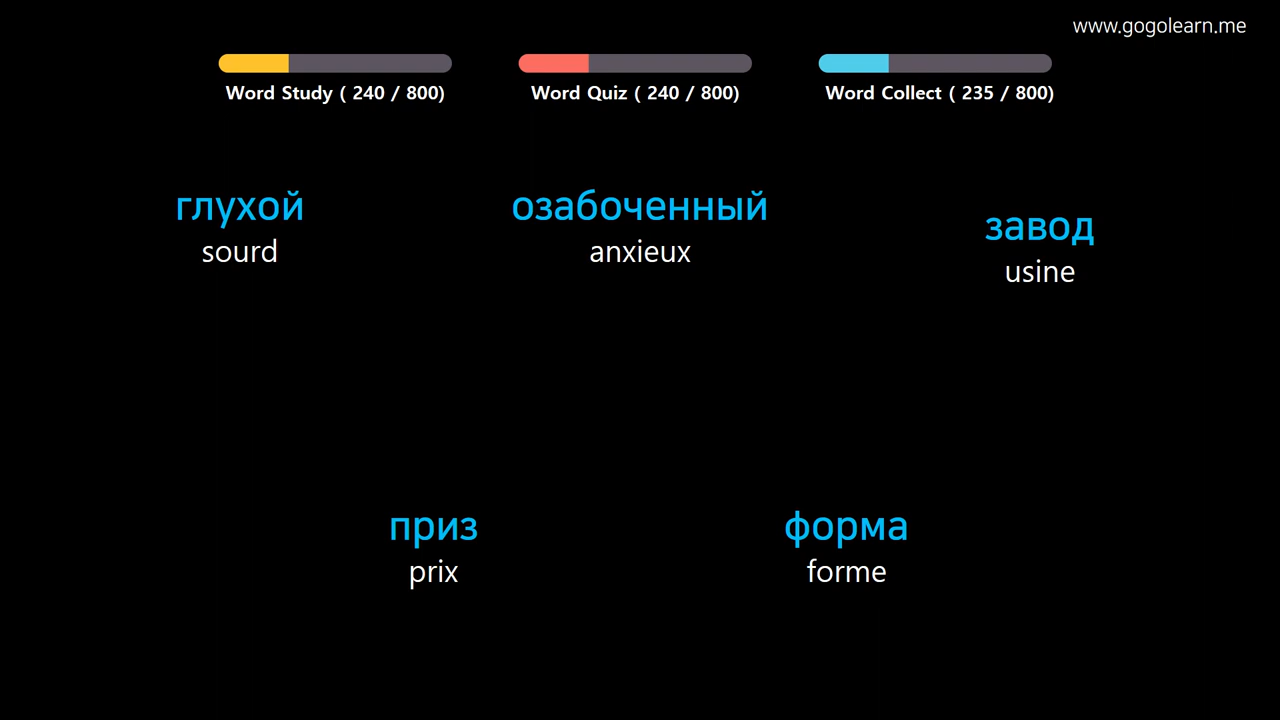 www.gogolearn.me
Word Study ( 240 / 800)
Word Quiz ( 240 / 800)
Word Collect ( 235 / 800)
глухой
sourd
озабоченный
anxieux
завод
usine
приз
prix
форма
forme